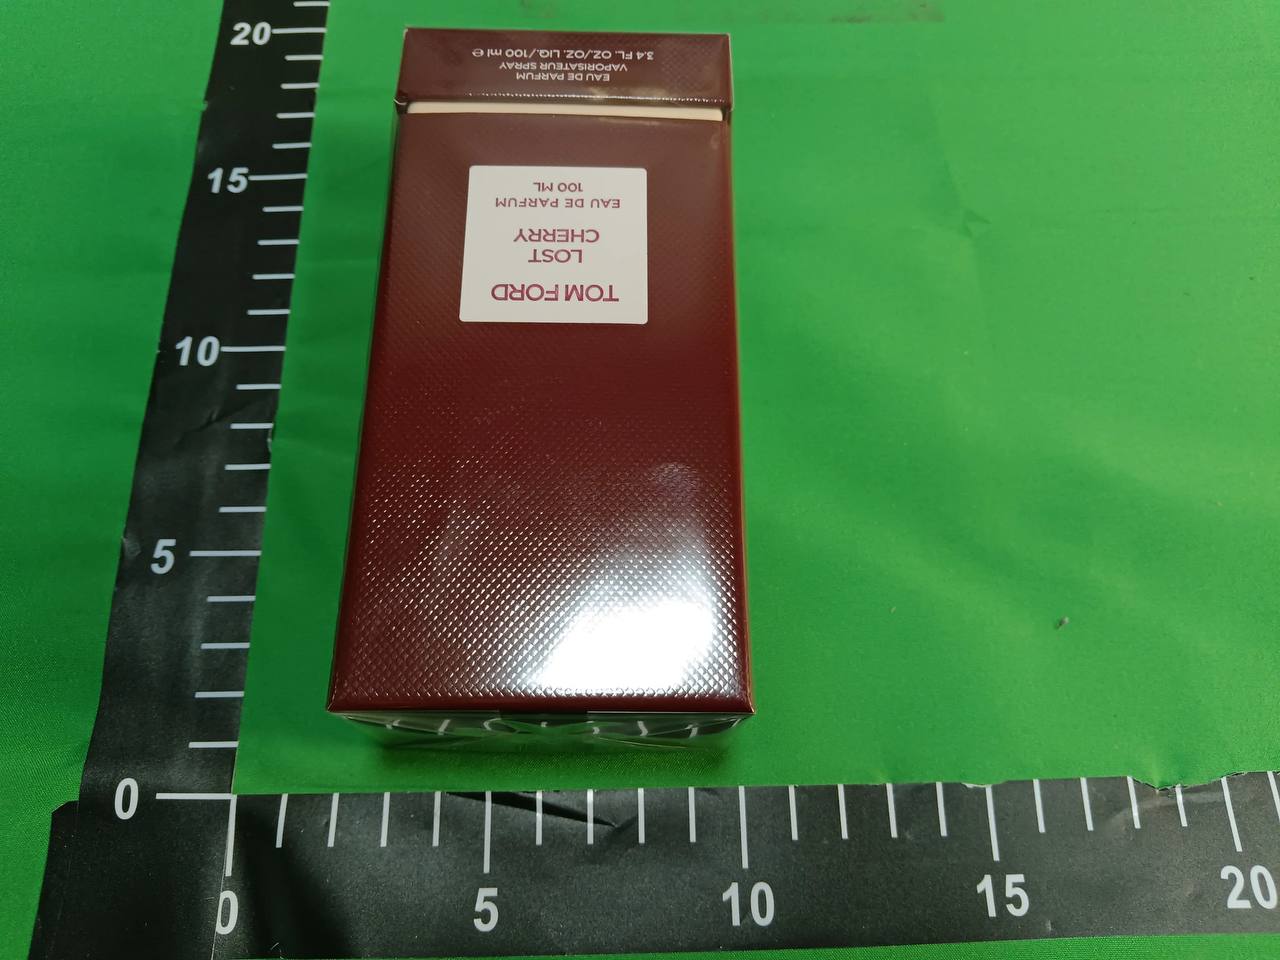 TOM FORD
LOST
CHERRY
EAU DE PARFUM
100 ML
EAU DE PARFUM
VAPORISATEUR SPRAY
3.4 FL. OZ./OZ. LIQ./100 ml ℮
20
15
10
5
0
0
5
10
15
20